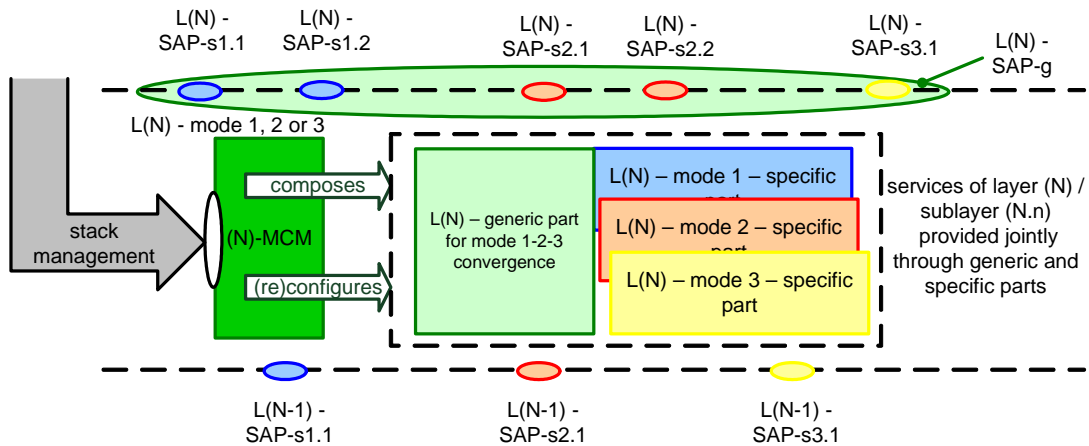 L(N) -
SAP-s1.1
L(N) -
SAP-s1.2
L(N) -
SAP-s2.1
L(N) -
SAP-s2.2
L(N) -
SAP-s3.1
L(N) -
SAP-g
L(N) - mode 1, 2 or 3
stack
management
(N)-MCM
composes
(re)configures
L(N) – generic part
for mode 1-2-3
convergence
L(N) – mode 1 – specific
part
L(N) – mode 2 – specific
part
L(N) – mode 3 – specific
part
services of layer (N) /
sublayer (N.n)
provided jointly
through generic and
specific parts
L(N-1) -
SAP-s1.1
L(N-1) -
SAP-s2.1
L(N-1) -
SAP-s3.1